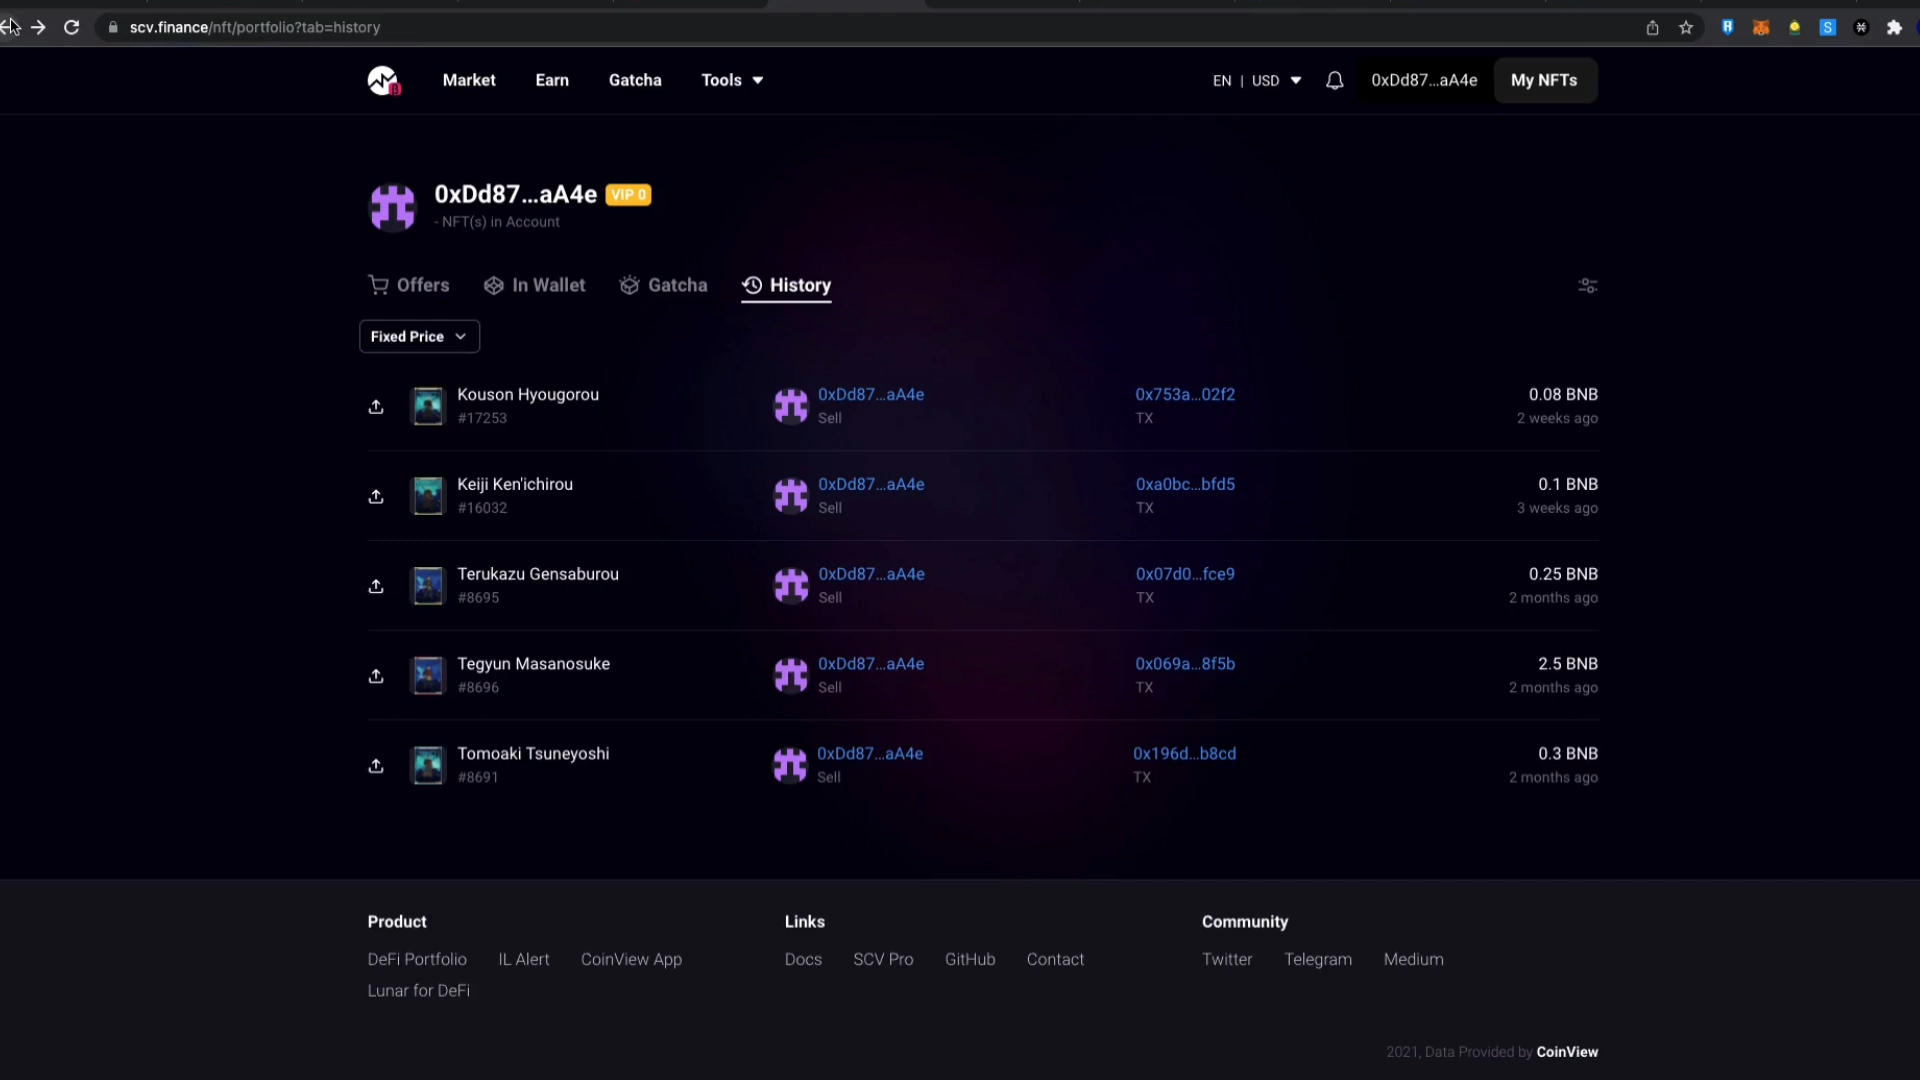 scv.finance/nft/portfolio?tab=history
S
β
Market Earn Gatcha Tools
EN | USD 0xDd87...aA4e My NFTs
0xDd87...aA4e VIP 0
- NFT(s) in Account
Offers In Wallet Gatcha History
Fixed Price
Kouson Hyougorou 0xDd87...aA4e 0x753a...02f2 0.08 BNB
#17253 Sell TX 2 weeks ago
Keiji Ken'ichirou 0xDd87...aA4e 0xa0bc...bfd5 0.1 BNB
#16032 Sell TX 3 weeks ago
Terukazu Gensaburou 0xDd87...aA4e 0x07d0...fce9 0.25 BNB
#8695 Sell TX 2 months ago
Tegyun Masanosuke 0xDd87...aA4e 0x069a...8f5b 2.5 BNB
#8696 Sell TX 2 months ago
Tomoaki Tsuneyoshi 0xDd87...aA4e 0x196d...b8cd 0.3 BNB
#8691 Sell TX 2 months ago
Product Links Community
DeFi Portfolio IL Alert CoinView App Docs SCV Pro GitHub Contact Twitter Telegram Medium
Lunar for DeFi
2021, Data Provided by CoinView